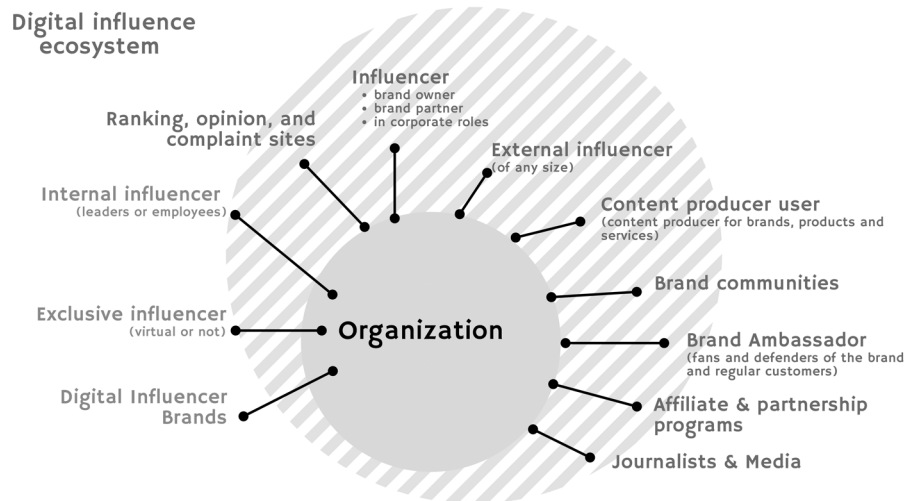 Digital influence
ecosystem
Influencer
• brand owner
• brand partner
• in corporate roles
Ranking, opinion, and
complaint sites
External influencer
(of any size)
Internal influencer
(leaders or employees)
Content producer user
(content producer for brands, products and
services)
Brand communities
Exclusive influencer
(virtual or not)
Organization
Brand Ambassador
(fans and defenders of the brand
and regular customers)
Digital Influencer
Brands
Affiliate & partnership
programs
Journalists & Media